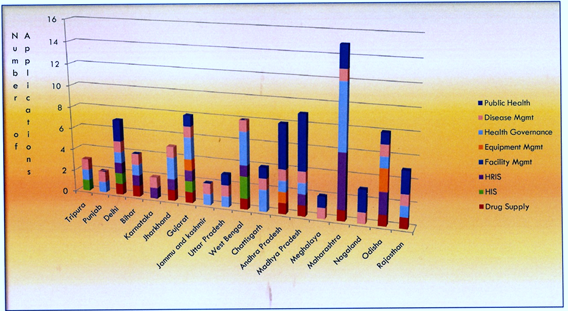 Number of
Applications
16
14
12
10
8
6
4
2
0
Tripura
Punjab
Delhi
Bihar
Karnataka
Jharkhand
Gujarat
Jammu and kashmir
Uttar Pradesh
West Bengal
Chattisgarh
Andhra Pradesh
Madhya Pradesh
Meghalaya
Maharashtra
Nagaland
Odisha
Rajasthan
Public Health
Disease Mgmt
Health Governance
Equipment Mgmt
Facility Mgmt
HRIS
HIS
Drug Supply